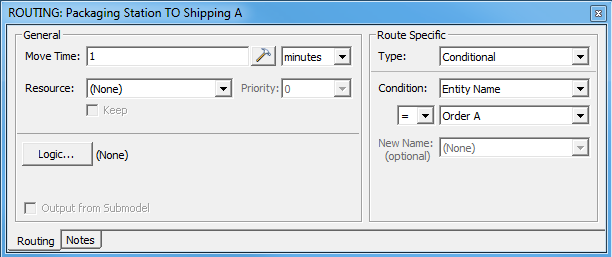 ROUTING: Packaging Station TO Shipping A
General
Move Time: 1 minutes
Resource: (None) Priority: 0
Keep
Logic... (None)
Output from Submodel
Route Specific
Type: Conditional
Condition: Entity Name
= Order A
New Name: (None)
(optional)
Routing Notes